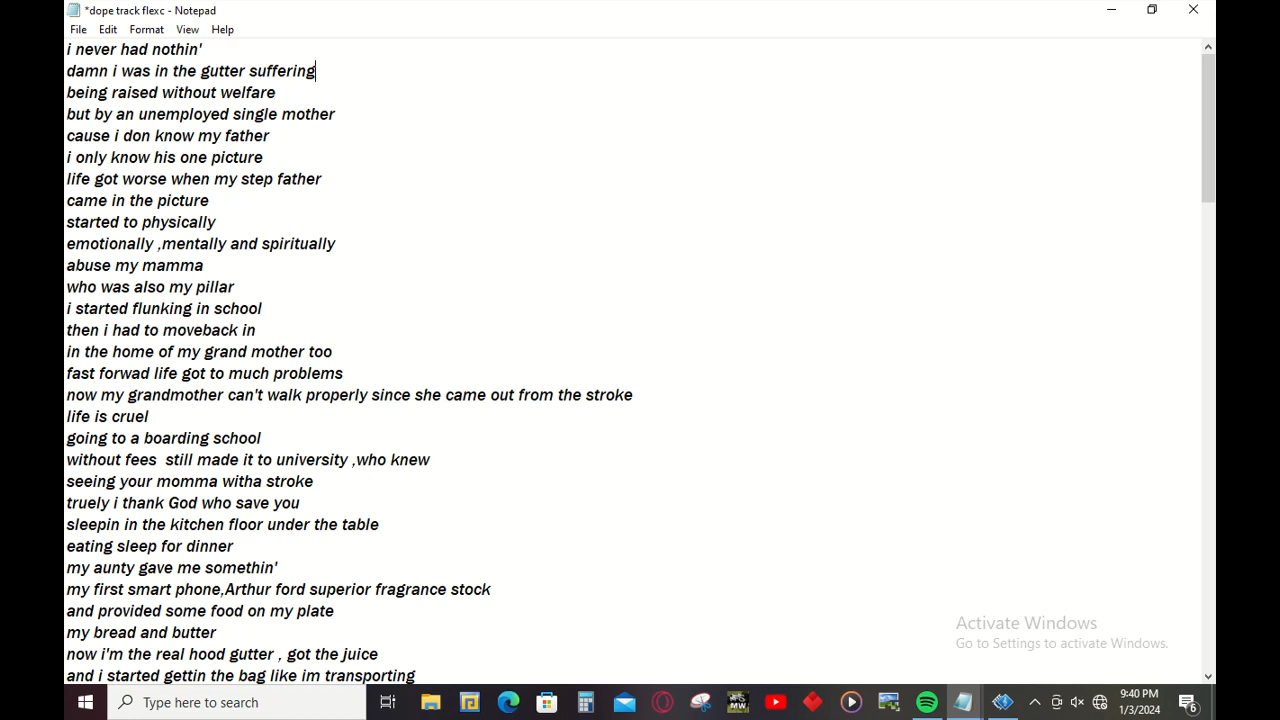 *dope track flexc - Notepad
File Edit Format View Help
i never had nothin'
damn i was in the gutter suffering
being raised without welfare
but by an unemployed single mother
cause i don know my father
i only know his one picture
life got worse when my step father
came in the picture
started to physically
emotionally ,mentally and spiritually
abuse my mamma
who was also my pillar
i started flunking in school
then i had to moveback in
in the home of my grand mother too
fast forwad life got to much problems
now my grandmother can't walk properly since she came out from the stroke
life is cruel
going to a boarding school
without fees  still made it to university ,who knew
seeing your momma witha stroke
truely i thank God who save you
sleepin in the kitchen floor under the table
eating sleep for dinner
my aunty gave me somethin'
my first smart phone,Arthur ford superior fragrance stock
and provided some food on my plate
my bread and butter
now i'm the real hood gutter , got the juice
and i started gettin the bag like im transporting
Activate Windows
Go to Settings to activate Windows.
Type here to search
MW
9:40 PM
1/3/2024
6